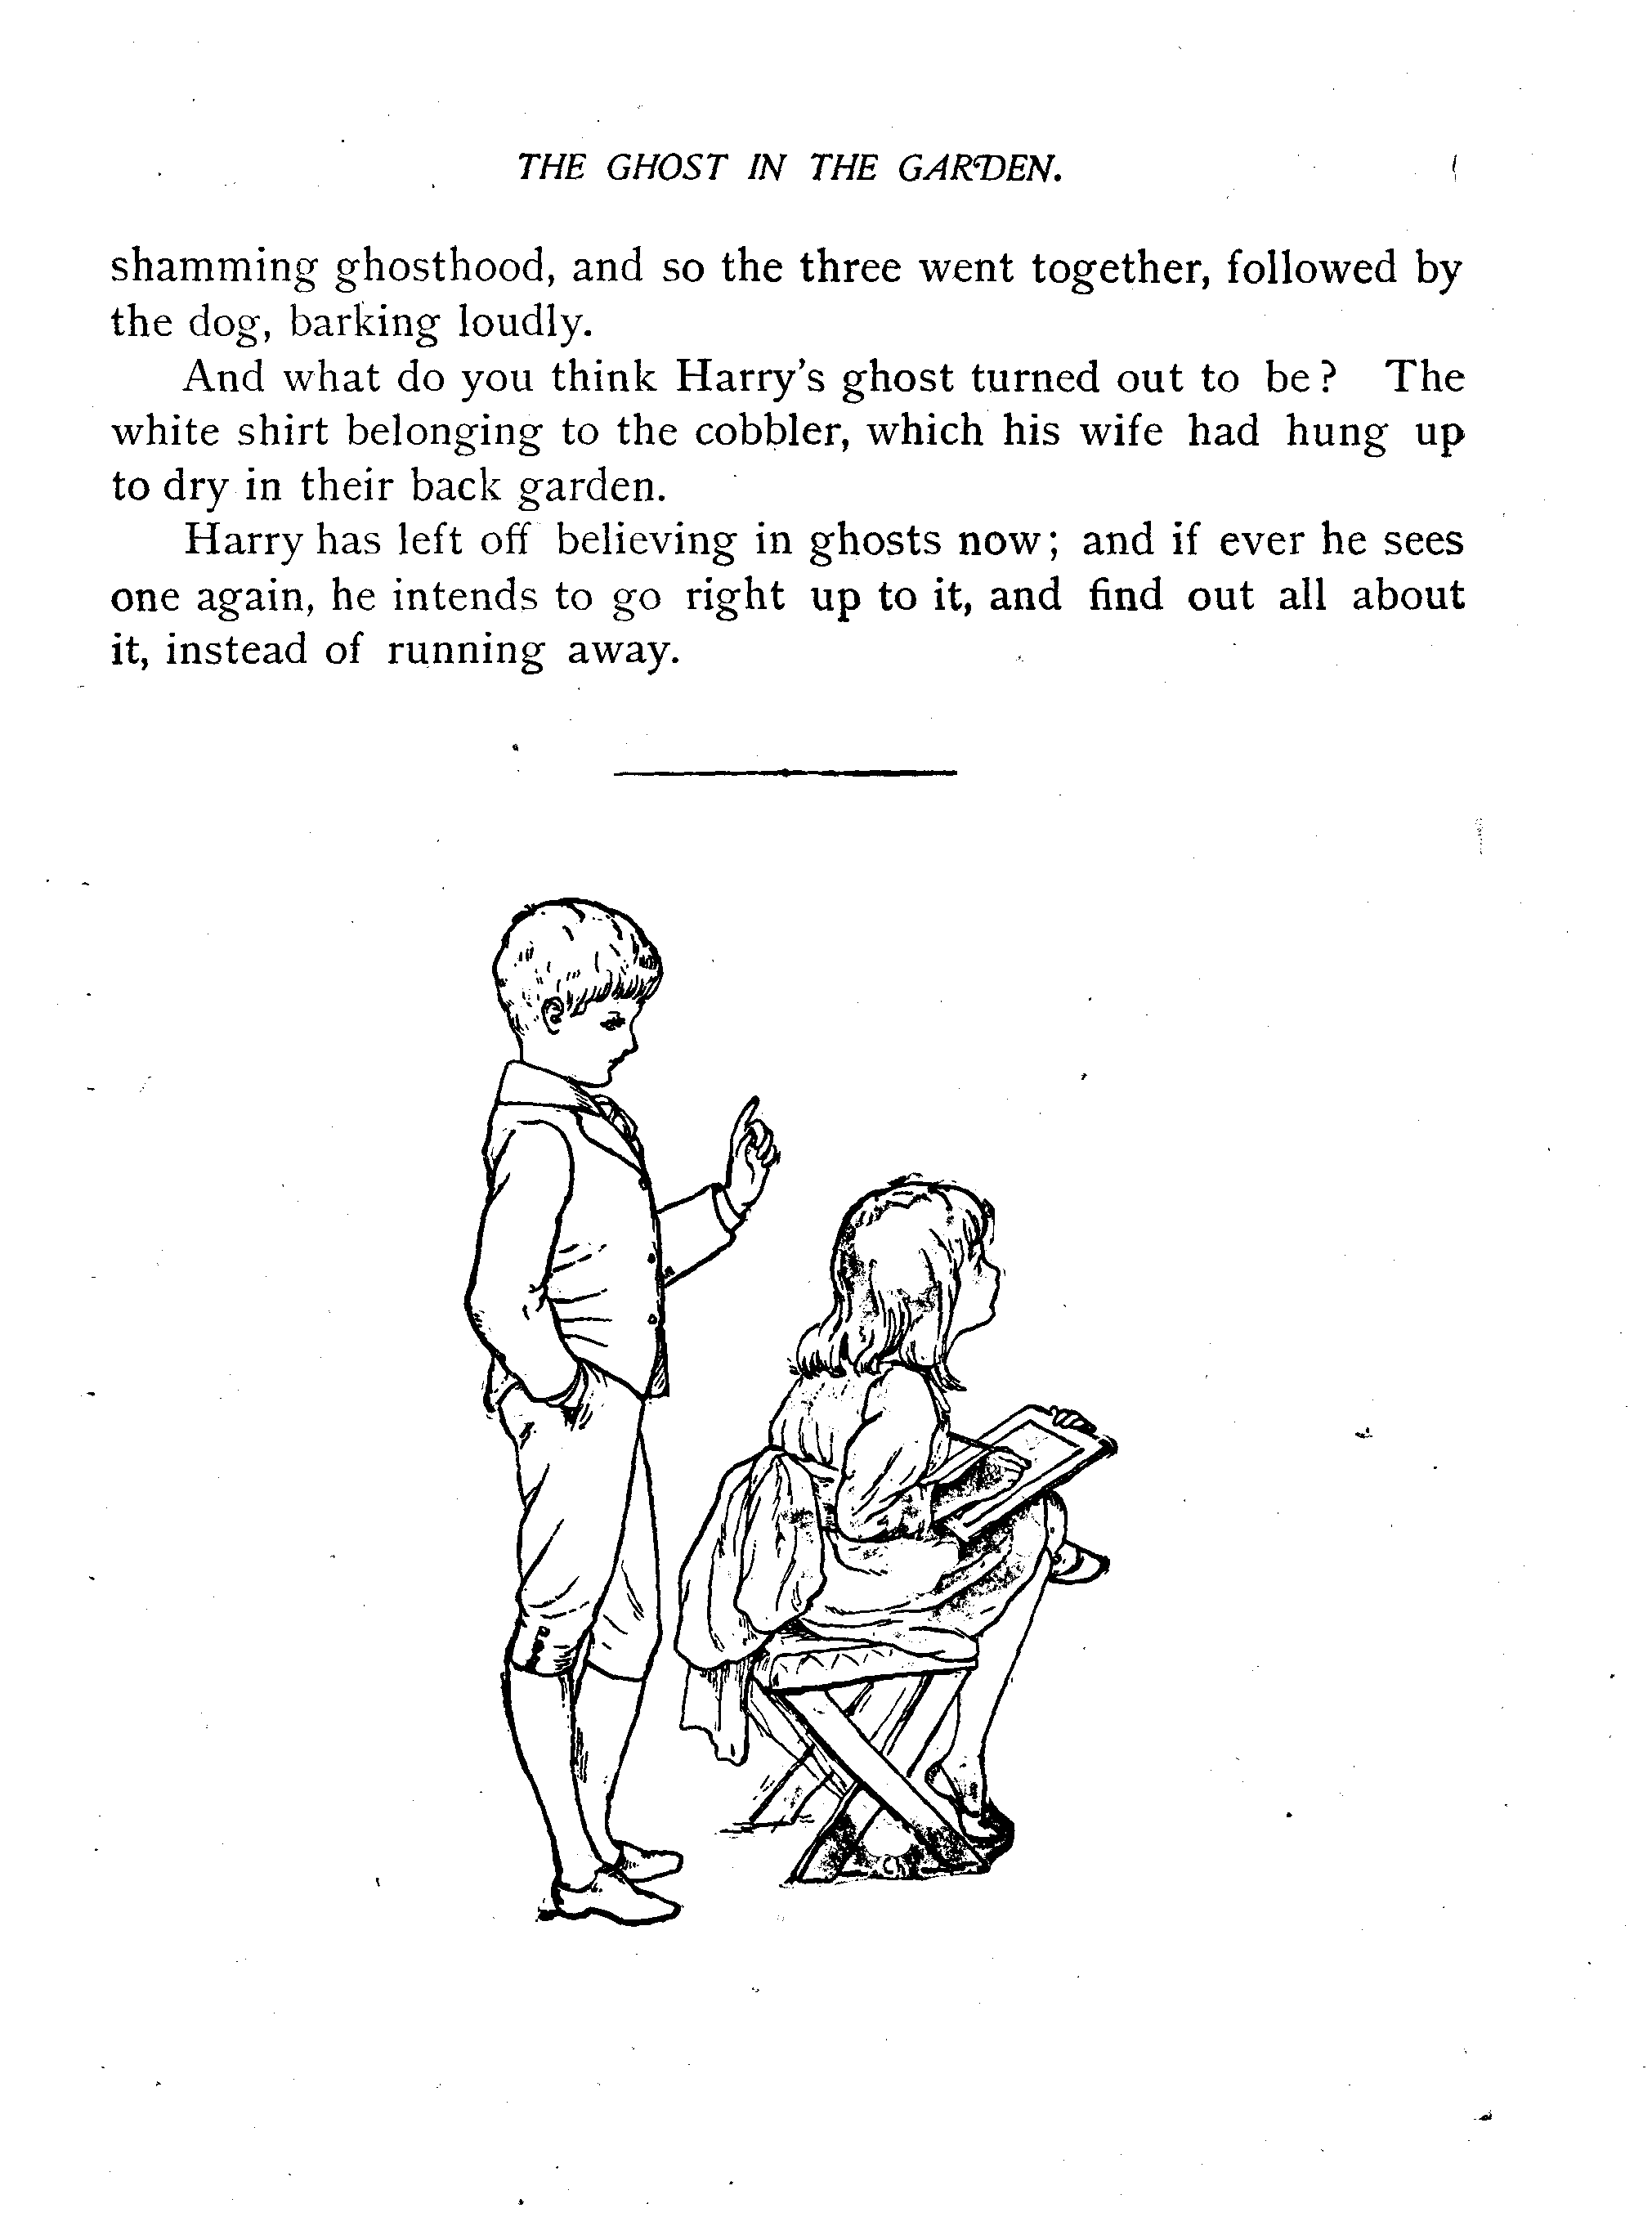 THE GHOST IN THE GARDEN.
shamming ghosthood, and so the three went together, followed by
the dog, barking loudly.
And what do you think Harry's ghost turned out to be? The
white shirt belonging to the cobbler, which his wife had hung up
to dry in their back garden.
Harry has left off believing in ghosts now; and if ever he sees
one again, he intends to go right up to it, and find out all about
it, instead of running away.